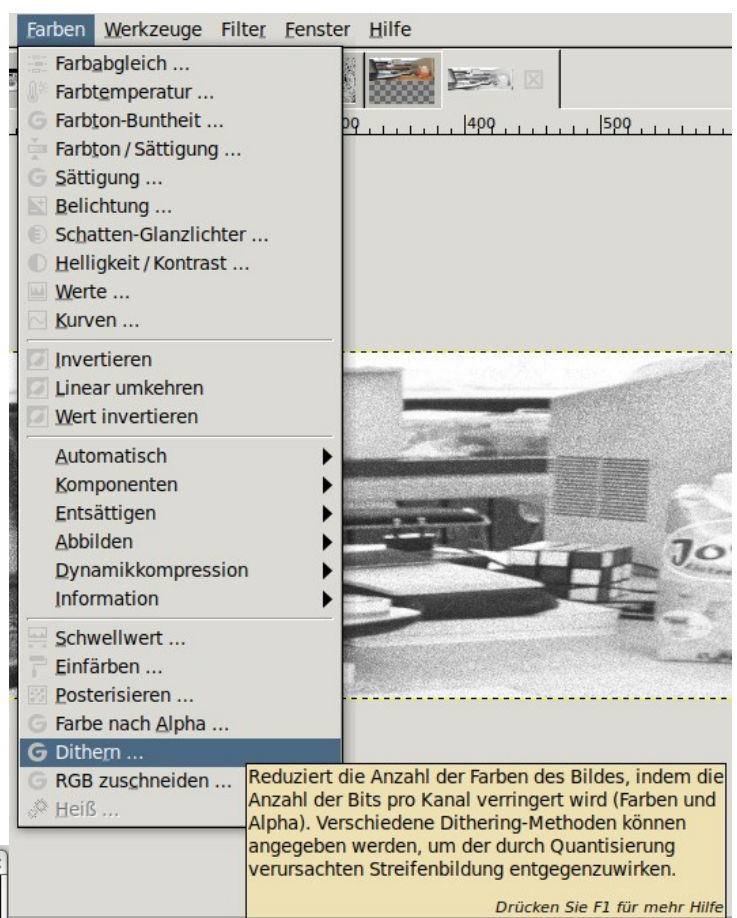 Farben Werkzeuge Filter Fenster Hilfe
Farbabgleich ...
Farbtemperatur ...
Farbton-Buntheit ...
Farbton / Sättigung ...
Sättigung ...
Belichtung ...
Schatten-Glanzlichter ...
Helligkeit / Kontrast ...
Werte ...
Kurven ...
Invertieren
Linear umkehren
Wert invertieren
Automatisch
Komponenten
Entsättigen
Abbilden
Dynamikkompression
Information
Schwellwert ...
Einfärben ...
Posterisieren ...
Farbe nach Alpha ...
Dithern ...
RGB zuschneiden ...
Heiß ...
400 500
Reduziert die Anzahl der Farben des Bildes, indem die
Anzahl der Bits pro Kanal verringert wird (Farben und
Alpha). Verschiedene Dithering-Methoden können
angegeben werden, um der durch Quantisierung
verursachten Streifenbildung entgegenzuwirken.
Drücken Sie F1 für mehr Hilfe